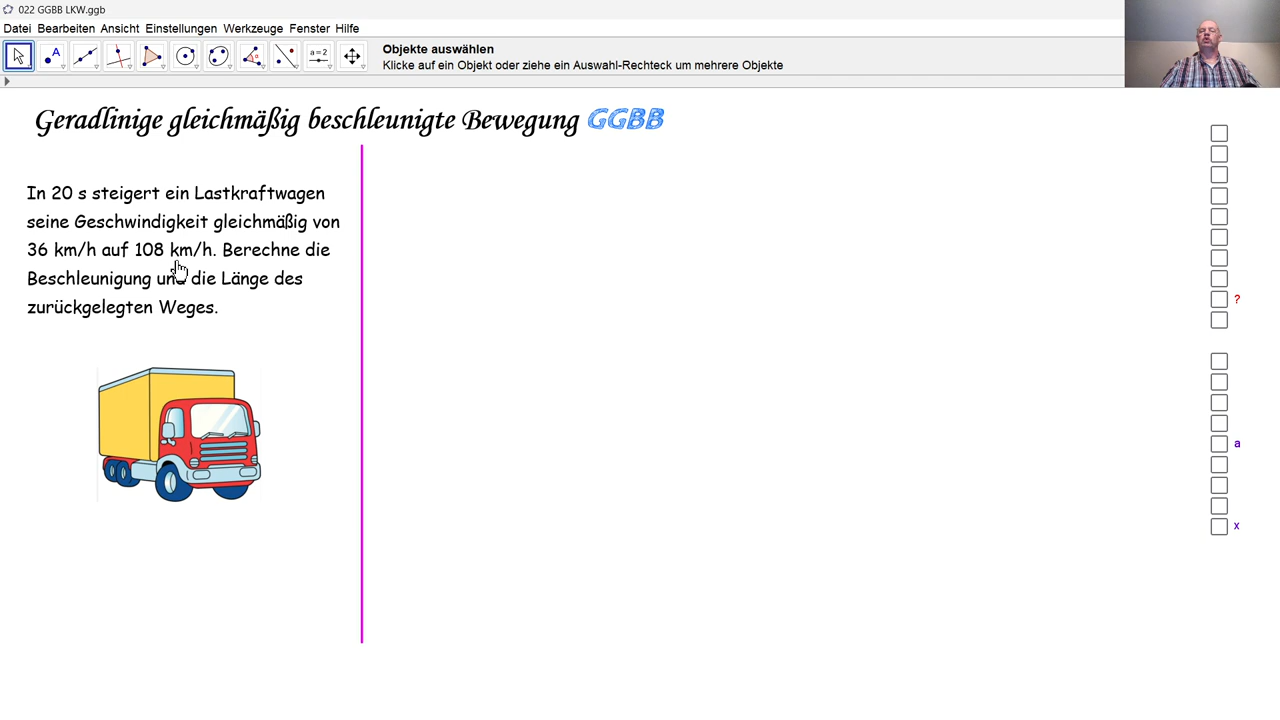 022 GGBB LKW.ggb
Datei Bearbeiten Ansicht Einstellungen Werkzeuge Fenster Hilfe
A
a=2
Objekte auswählen
Klicke auf ein Objekt oder ziehe ein Auswahl-Rechteck um mehrere Objekte
Geradlinige gleichmäßig beschleunigte Bewegung GGBB
In 20 s steigert ein Lastkraftwagen
seine Geschwindigkeit gleichmäßig von
36 km/h auf 108 km/h. Berechne die
Beschleunigung und die Länge des
zurückgelegten Weges.
?
a
x